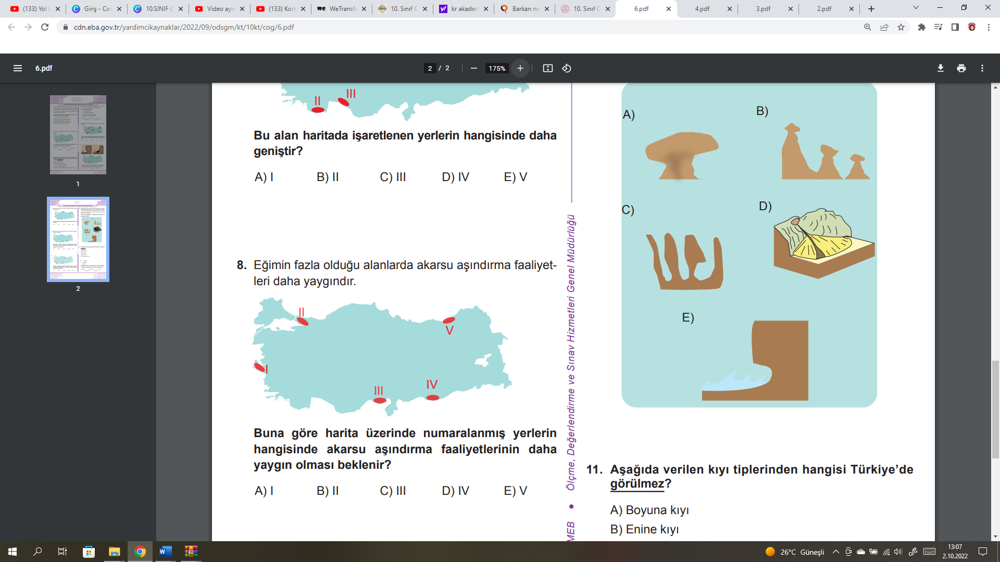 (133) Yol (
Giriş - Car
10.SINIF C
Video ayrı
(133) Kork
WeTransfe
10. Sınıf C
kr akadem
Barkan ne
10. Sınıf C
6.pdf
4.pdf
3.pdf
2.pdf
cdn.eba.gov.tr/yardimcikaynaklar/2022/09/odsgm/kt/10kt/cog/6.pdf
6.pdf
2 / 2
175%
1
2
II
III
Bu alan haritada işaretlenen yerlerin hangisinde daha
geniştir?
A) I B) II C) III D) IV E) V
8. Eğimin fazla olduğu alanlarda akarsu aşındırma faaliyet-
leri daha yaygındır.
II
V
I
III
IV
Buna göre harita üzerinde numaralanmış yerlerin
hangisinde akarsu aşındırma faaliyetlerinin daha
yaygın olması beklenir?
A) I B) II C) III D) IV E) V
MEB • Ölçme, Değerlendirme ve Sınav Hizmetleri Genel Müdürlüğü
A)
B)
C)
D)
E)
11. Aşağıda verilen kıyı tiplerinden hangisi Türkiye’de
görülmez?
A) Boyuna kıyı
B) Enine kıyı
26°C Güneşli
13:07
2.10.2022